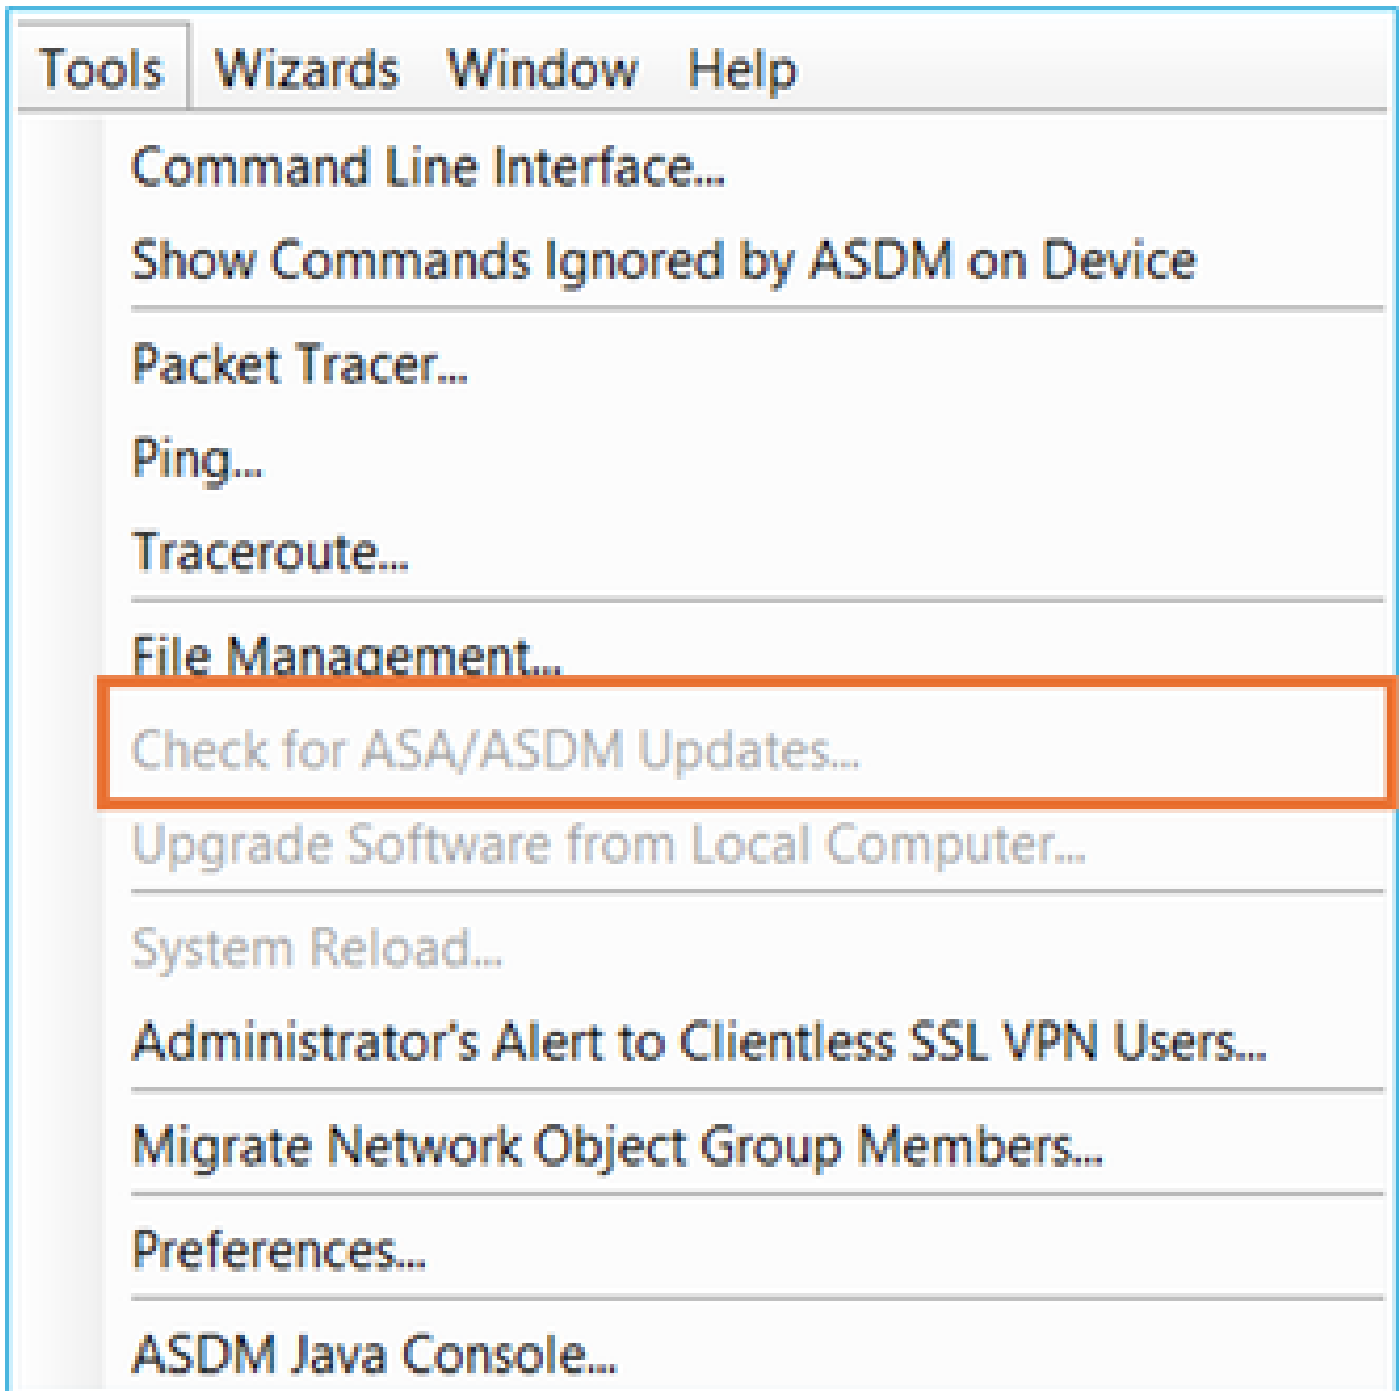 Tools Wizards Window Help
Command Line Interface...
Show Commands Ignored by ASDM on Device
Packet Tracer...
Ping...
Traceroute...
File Management...
Check for ASA/ASDM Updates...
Upgrade Software from Local Computer...
System Reload...
Administrator's Alert to Clientless SSL VPN Users...
Migrate Network Object Group Members...
Preferences...
ASDM Java Console...